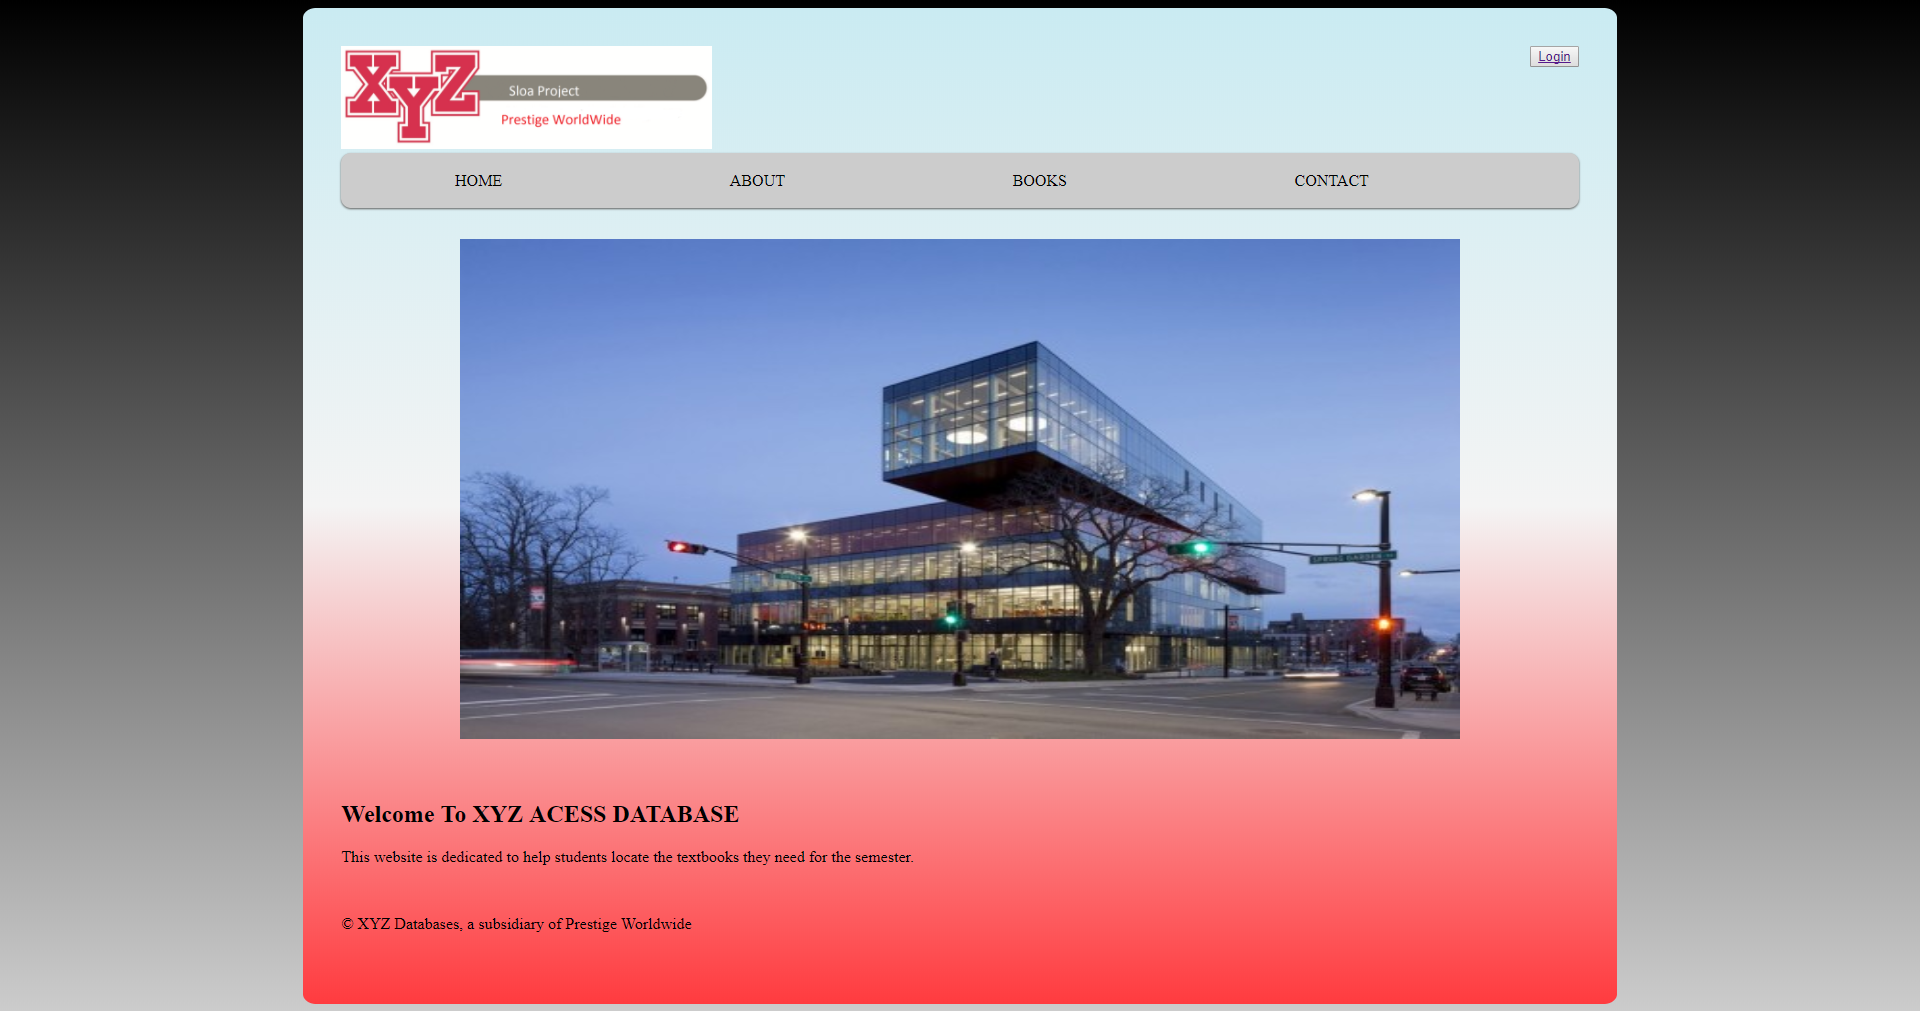 XYZ
Sloa Project
Prestige WorldWide
Login
HOME ABOUT BOOKS CONTACT
Welcome To XYZ ACESS DATABASE
This website is dedicated to help students locate the textbooks they need for the semester.
© XYZ Databases, a subsidiary of Prestige Worldwide